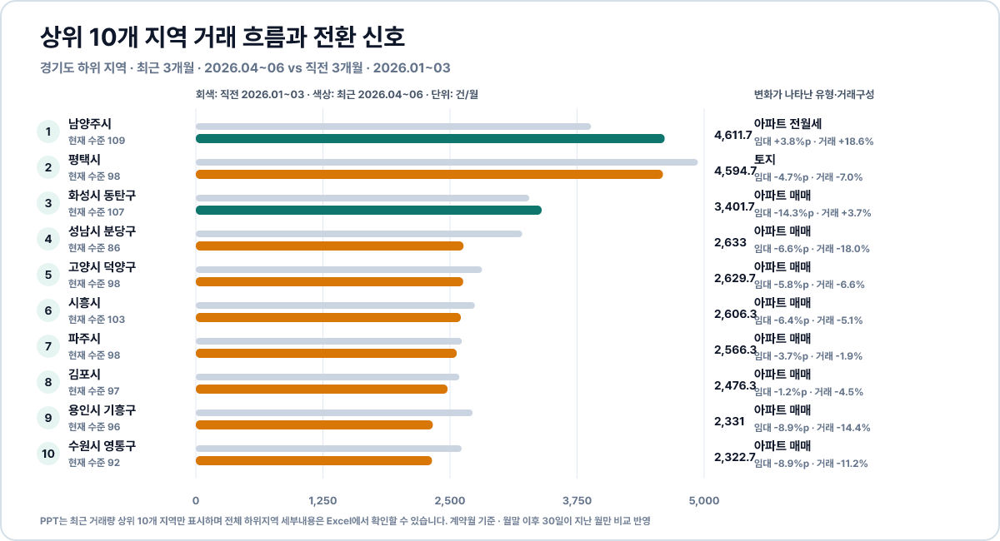 상위 10개 지역 거래 흐름과 전환 신호
경기도 하위 지역 · 최근 3개월 · 2026.04~06 vs 직전 3개월 · 2026.01~03
회색: 직전 2026.01~03 · 색상: 최근 2026.04~06 · 단위: 건/월
변화가 나타난 유형·거래구성
1 남양주시 4,611.7 아파트 전월세
현재 수준 109 임대 +3.8%p · 거래 +18.6%
2 평택시 4,594.7 토지
현재 수준 98 임대 -4.7%p · 거래 -7.0%
3 화성시 동탄구 3,401.7 아파트 매매
현재 수준 107 임대 -14.3%p · 거래 +3.7%
4 성남시 분당구 2,633 아파트 매매
현재 수준 86 임대 -6.6%p · 거래 -18.0%
5 고양시 덕양구 2,629.7 아파트 매매
현재 수준 98 임대 -5.8%p · 거래 -6.6%
6 시흥시 2,606.3 아파트 매매
현재 수준 103 임대 -6.4%p · 거래 -5.1%
7 파주시 2,566.3 아파트 매매
현재 수준 98 임대 -3.7%p · 거래 -1.9%
8 김포시 2,476.3 아파트 매매
현재 수준 97 임대 -1.2%p · 거래 -4.5%
9 용인시 기흥구 2,331 아파트 매매
현재 수준 96 임대 -8.9%p · 거래 -14.4%
10 수원시 영통구 2,322.7 아파트 매매
현재 수준 92 임대 -8.9%p · 거래 -11.2%
0 1,250 2,500 3,750 5,000
PPT는 최근 거래량 상위 10개 지역만 표시하며 전체 하위지역 세부내용은 Excel에서 확인할 수 있습니다. 계약월 기준 · 월말 이후 30일이 지난 월만 비교 반영